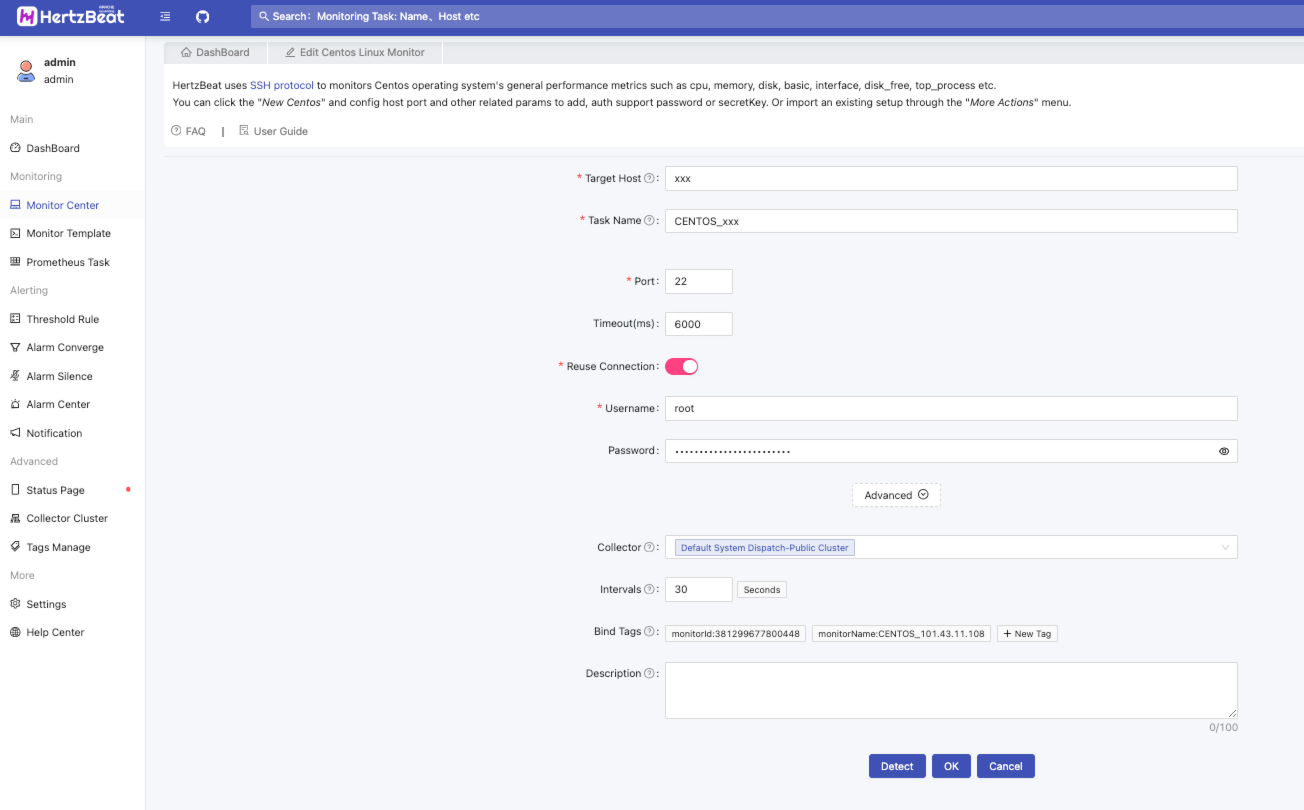 HertzBeat
Search: Monitoring Task: Name、Host etc
admin
admin
Main
DashBoard
Monitoring
Monitor Center
Monitor Template
Prometheus Task
Alerting
Threshold Rule
Alarm Converge
Alarm Silence
Alarm Center
Notification
Advanced
Status Page
Collector Cluster
Tags Manage
More
Settings
Help Center
DashBoard
Edit Centos Linux Monitor
HertzBeat uses SSH protocol to monitors Centos operating system's general performance metrics such as cpu, memory, disk, basic, interface, disk_free, top_process etc.
You can click the "New Centos" and config host port and other related params to add, auth support password or secretKey. Or import an existing setup through the "More Actions" menu.
FAQ | User Guide
* Target Host : xxx
* Task Name : CENTOS_xxx
* Port : 22
Timeout(ms) : 6000
* Reuse Connection :
* Username : root
Password : ························
Advanced
Collector : Default System Dispatch-Public Cluster
Intervals : 30 Seconds
Bind Tags : monitorId:381299677800448 monitorName:CENTOS_101.43.11.108 + New Tag
Description :
0/100
Detect OK Cancel